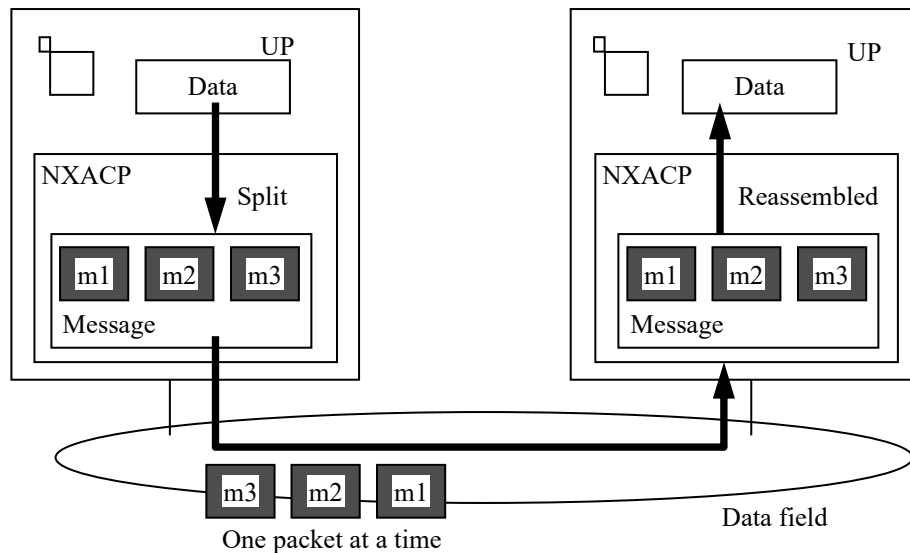 UP
Data
NXACP
Split
m1 m2 m3
Message
UP
Data
NXACP
Reassembled
m1 m2 m3
Message
m3 m2 m1
One packet at a time
Data field